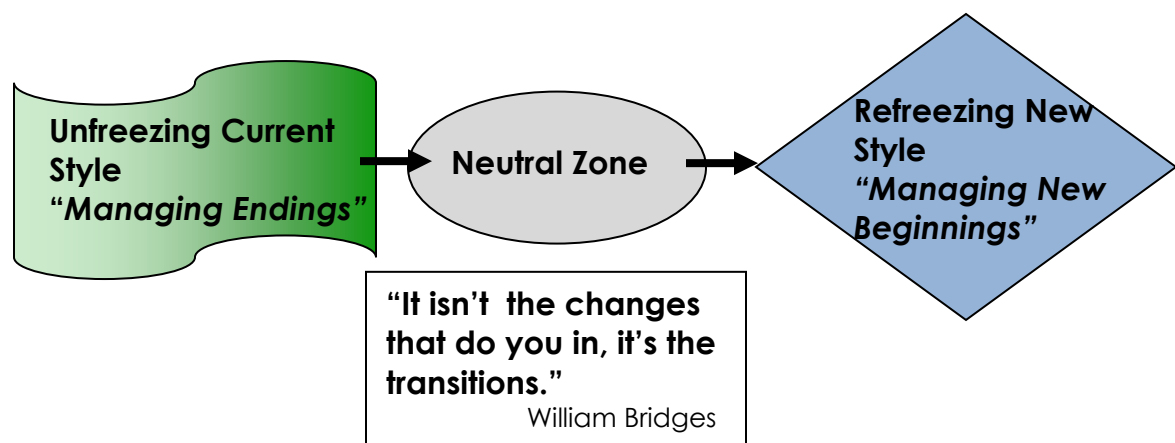 Unfreezing Current
Style
“Managing Endings”
Neutral Zone
Refreezing New
Style
“Managing New
Beginnings”
“It isn’t the changes
that do you in, it’s the
transitions.”
William Bridges